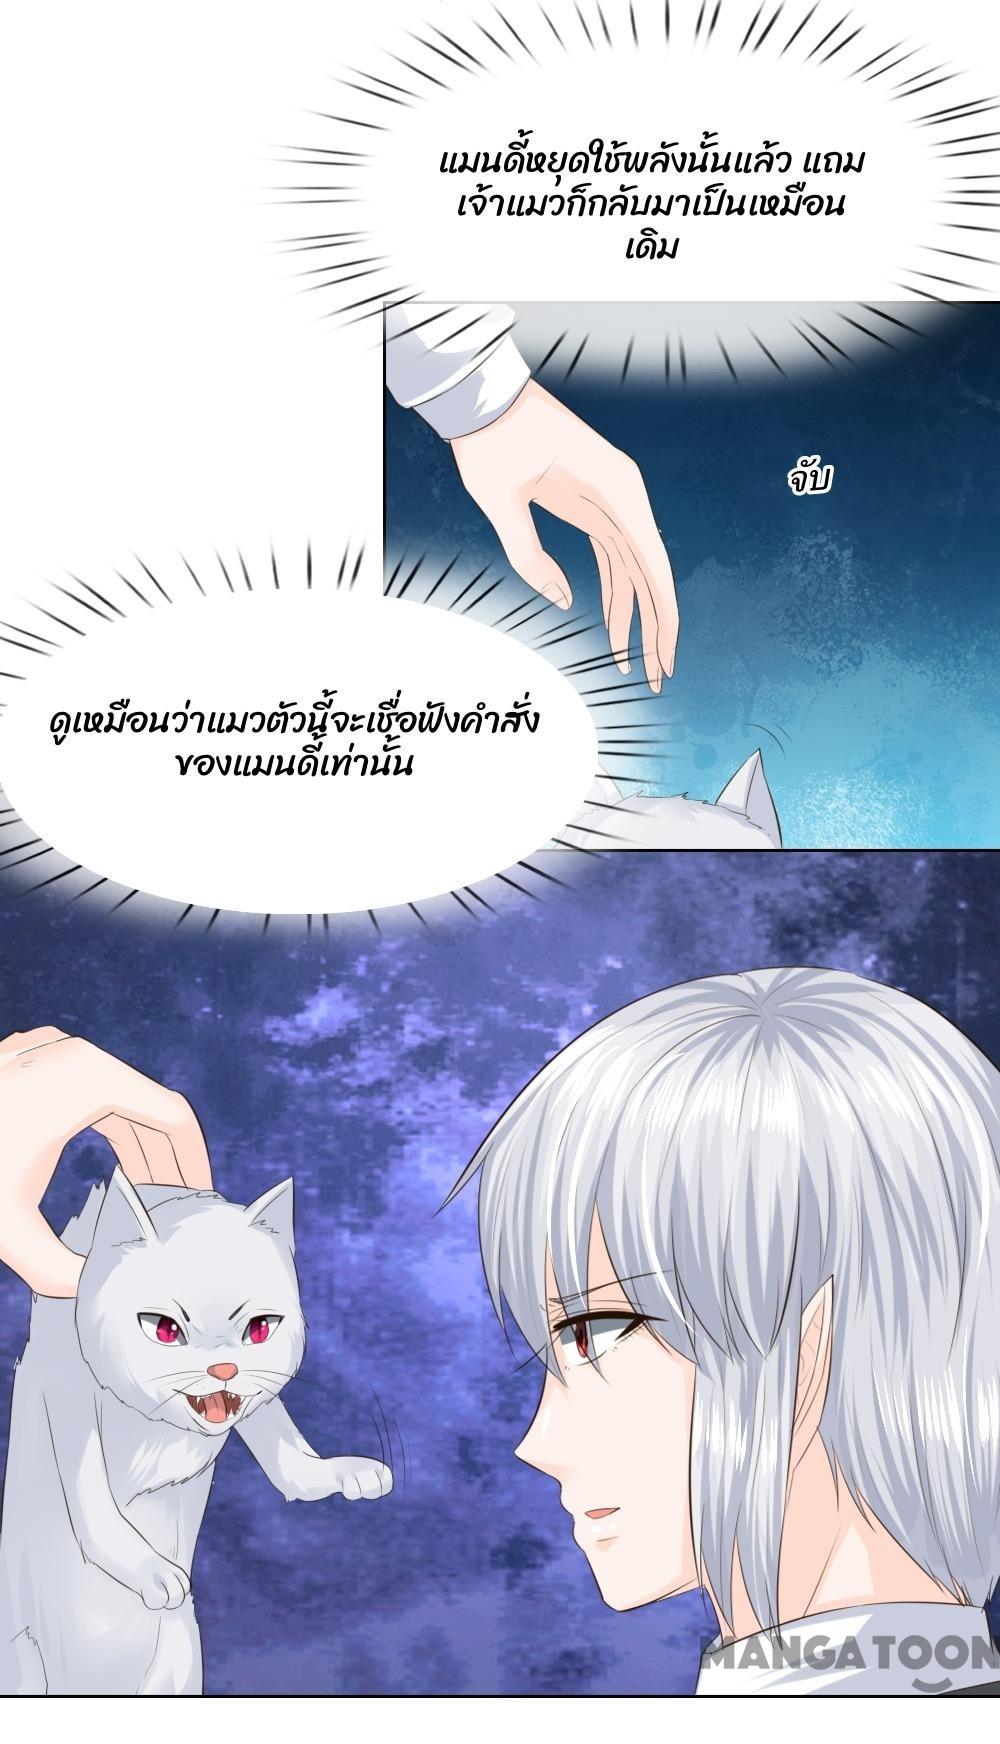 แมนดี้หยุดใช้พลังนั้นแล้ว แถม
เจ้าแมวก็กลับมาเป็นเหมือน
เดิม
จับ
ดูเหมือนว่าแมวตัวนี้จะเชื่อฟังคำสั่ง
ของแมนดี้เท่านั้น
MANGATOON